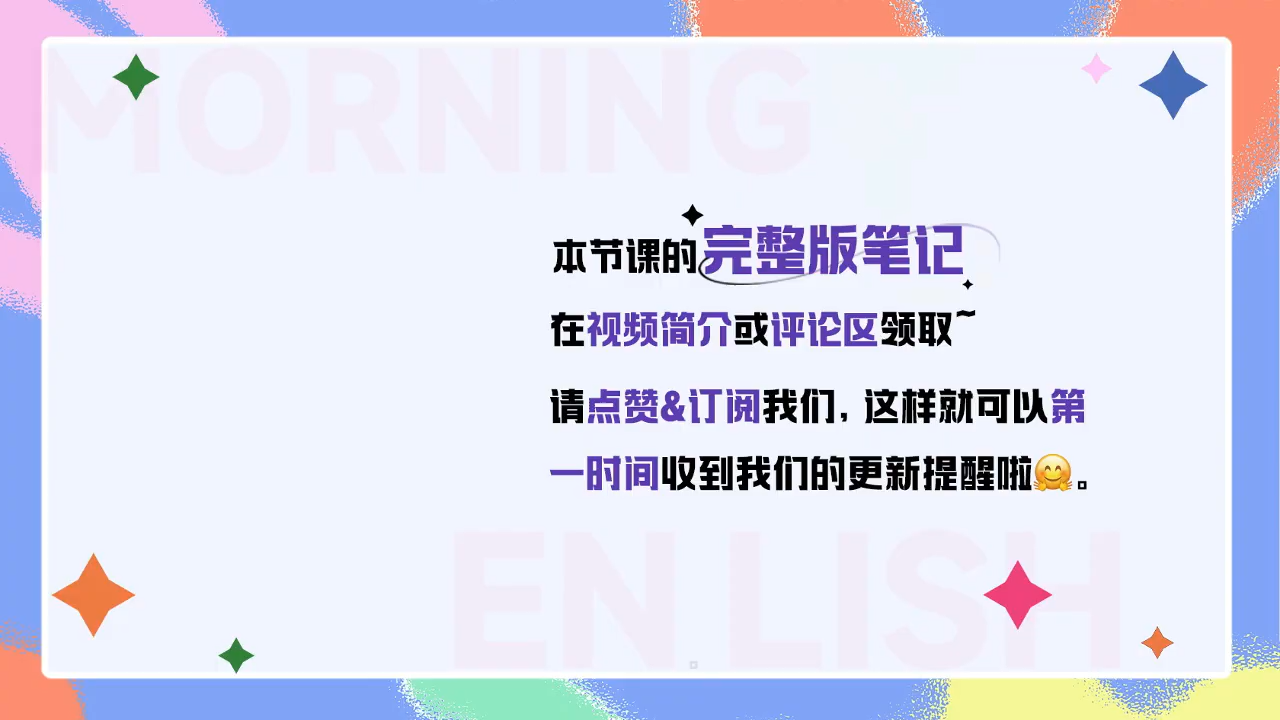 MORNING
本节课的完整版笔记
在视频简介或评论区领取~
请点赞&订阅我们，这样就可以第
一时间收到我们的更新提醒啦🤗。
EN LISH